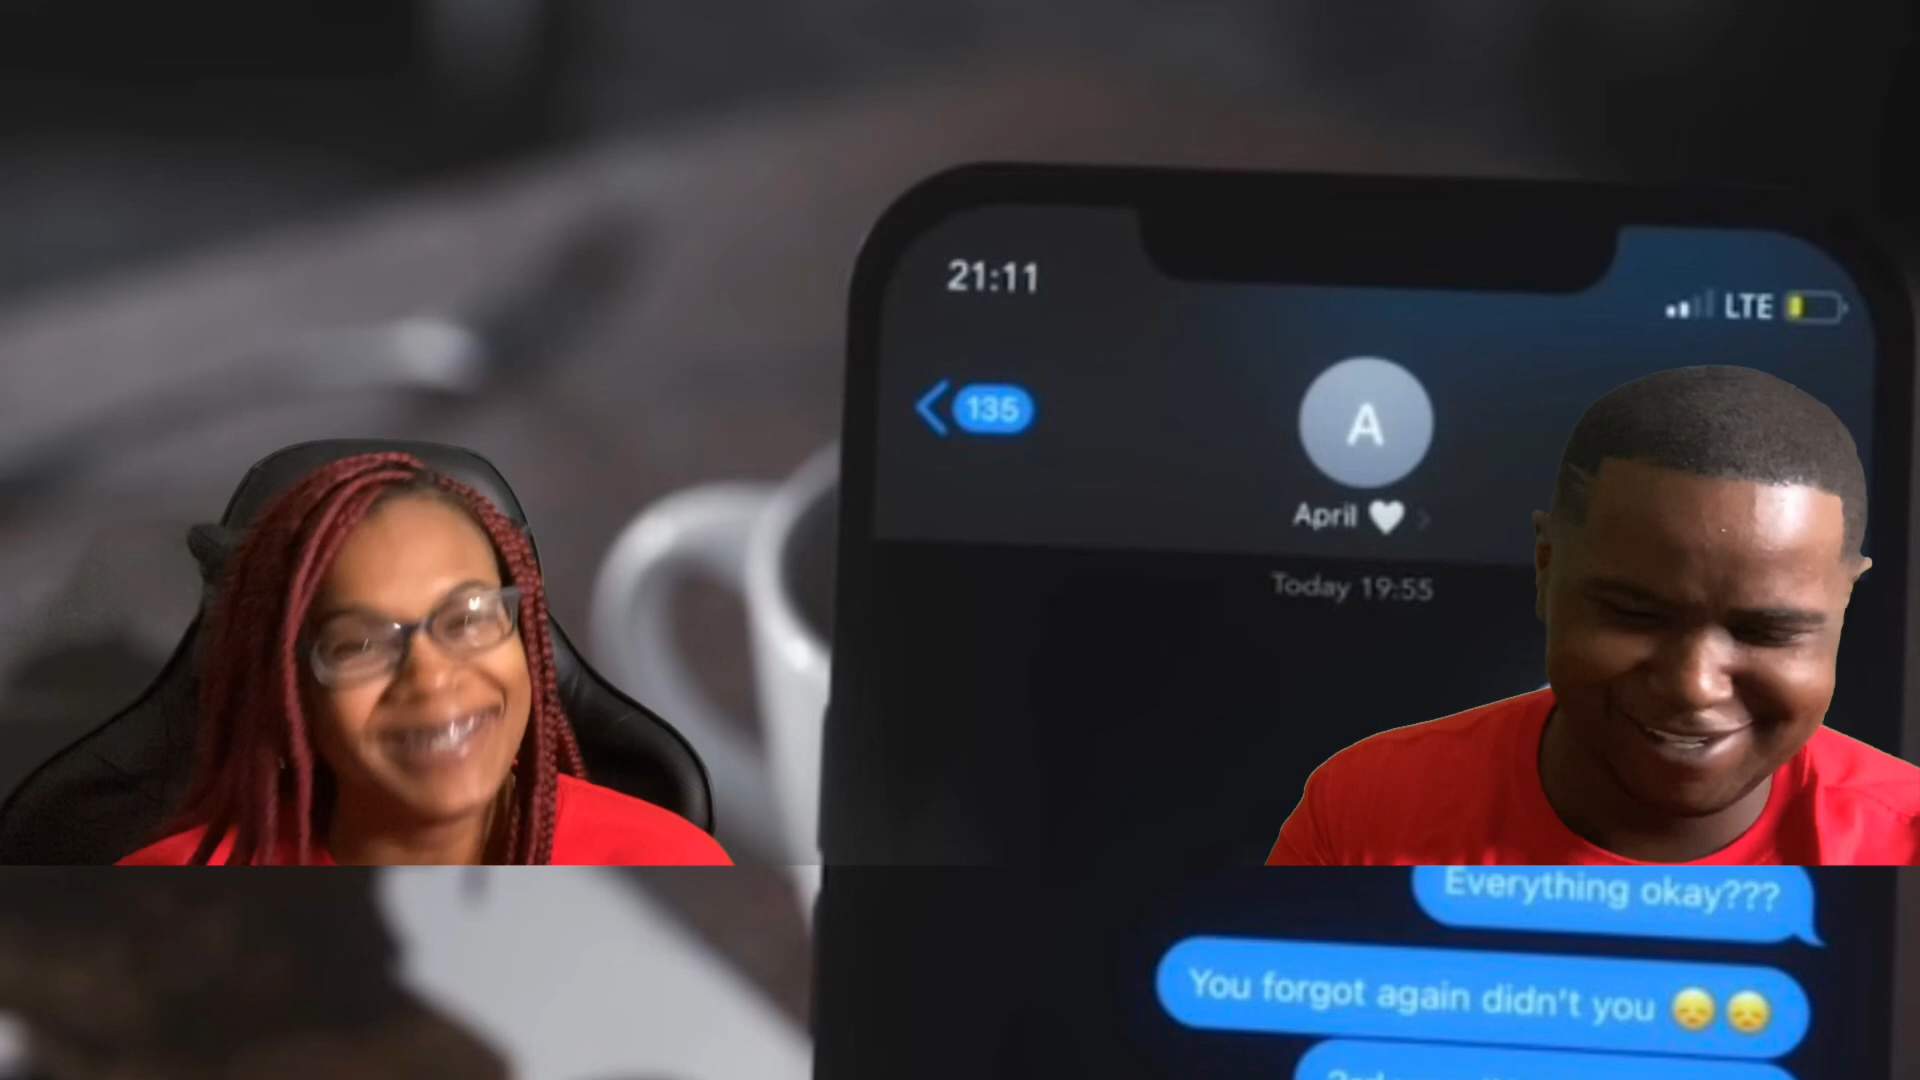 21:11
LTE
135
A
April 🤍
Today 19:55
Everything okay???
You forgot again didn't you 😞😞